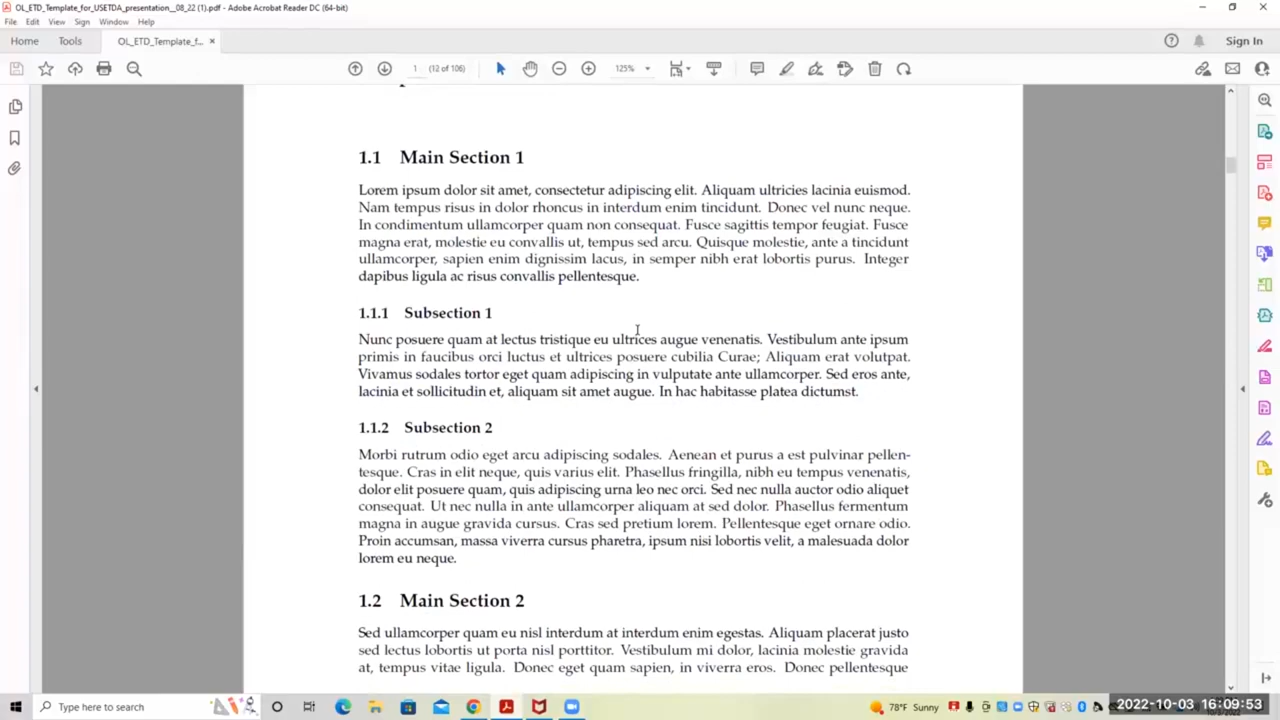 OL_ETD_Template_for_USETDA_presentation__08_22 (1).pdf - Adobe Acrobat Reader DC (64-bit)
File Edit View Sign Window Help
Home Tools OL_ETD_Template_f... × Sign In
1 (12 of 106) 125%
1.1 Main Section 1
Lorem ipsum dolor sit amet, consectetur adipiscing elit. Aliquam ultricies lacinia euismod.
Nam tempus risus in dolor rhoncus in interdum enim tincidunt. Donec vel nunc neque.
In condimentum ullamcorper quam non consequat. Fusce sagittis tempor feugiat. Fusce
magna erat, molestie eu convallis ut, tempus sed arcu. Quisque molestie, ante a tincidunt
ullamcorper, sapien enim dignissim lacus, in semper nibh erat lobortis purus. Integer
dapibus ligula ac risus convallis pellentesque.
1.1.1 Subsection 1
Nunc posuere quam at lectus tristique eu ultrices augue venenatis. Vestibulum ante ipsum
primis in faucibus orci luctus et ultrices posuere cubilia Curae; Aliquam erat volutpat.
Vivamus sodales tortor eget quam adipiscing in vulputate ante ullamcorper. Sed eros ante,
lacinia et sollicitudin et, aliquam sit amet augue. In hac habitasse platea dictumst.
1.1.2 Subsection 2
Morbi rutrum odio eget arcu adipiscing sodales. Aenean et purus a est pulvinar pellen-
tesque. Cras in elit neque, quis varius elit. Phasellus fringilla, nibh eu tempus venenatis,
dolor elit posuere quam, quis adipiscing urna leo nec orci. Sed nec nulla auctor odio aliquet
consequat. Ut nec nulla in ante ullamcorper aliquam at sed dolor. Phasellus fermentum
magna in augue gravida cursus. Cras sed pretium lorem. Pellentesque eget ornare odio.
Proin accumsan, massa viverra cursus pharetra, ipsum nisi lobortis velit, a malesuada dolor
lorem eu neque.
1.2 Main Section 2
Sed ullamcorper quam eu nisl interdum at interdum enim egestas. Aliquam placerat justo
sed lectus lobortis ut porta nisl porttitor. Vestibulum mi dolor, lacinia molestie gravida
at, tempus vitae ligula. Donec eget quam sapien, in viverra eros. Donec pellentesque
Type here to search 78°F Sunny 2022-10-03 16:09:53